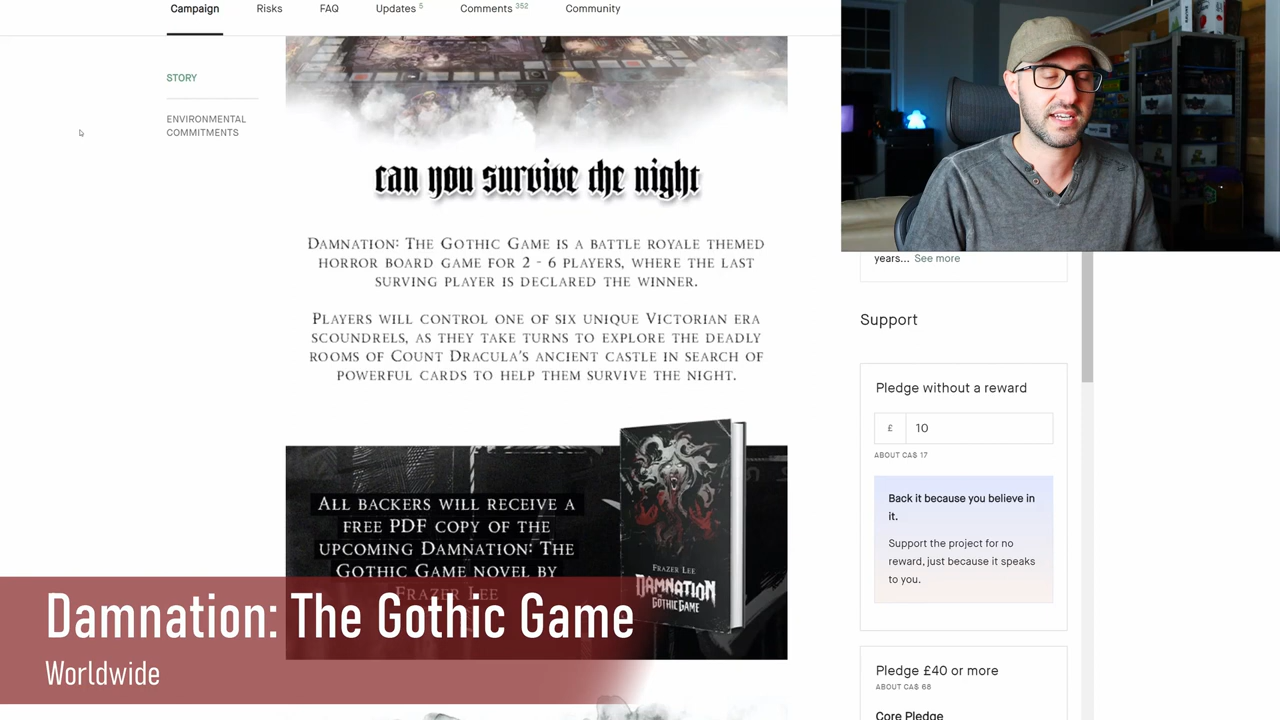 Campaign
Risks
FAQ
Updates 5
Comments 352
Community
STORY
ENVIRONMENTAL
COMMITMENTS
can you survive the night
DAMNATION: THE GOTHIC GAME IS A BATTLE ROYALE THEMED
HORROR BOARD GAME FOR 2 - 6 PLAYERS, WHERE THE LAST
SURVING PLAYER IS DECLARED THE WINNER.
PLAYERS WILL CONTROL ONE OF SIX UNIQUE VICTORIAN ERA
SCOUNDRELS, AS THEY TAKE TURNS TO EXPLORE THE DEADLY
ROOMS OF COUNT DRACULA'S ANCIENT CASTLE IN SEARCH OF
POWERFUL CARDS TO HELP THEM SURVIVE THE NIGHT.
ALL BACKERS WILL RECEIVE A
FREE PDF COPY OF THE
UPCOMING DAMNATION: THE
GOTHIC GAME NOVEL BY
FRAZER LEE
FRAZER LEE
DAMNATION
THE GOTHIC GAME
Damnation: The Gothic Game
Worldwide
years... See more
Support
Pledge without a reward
£ 10
ABOUT CA$ 17
Back it because you believe in
it.
Support the project for no
reward, just because it speaks
to you.
Pledge £40 or more
ABOUT CA$ 68
Core Pledge